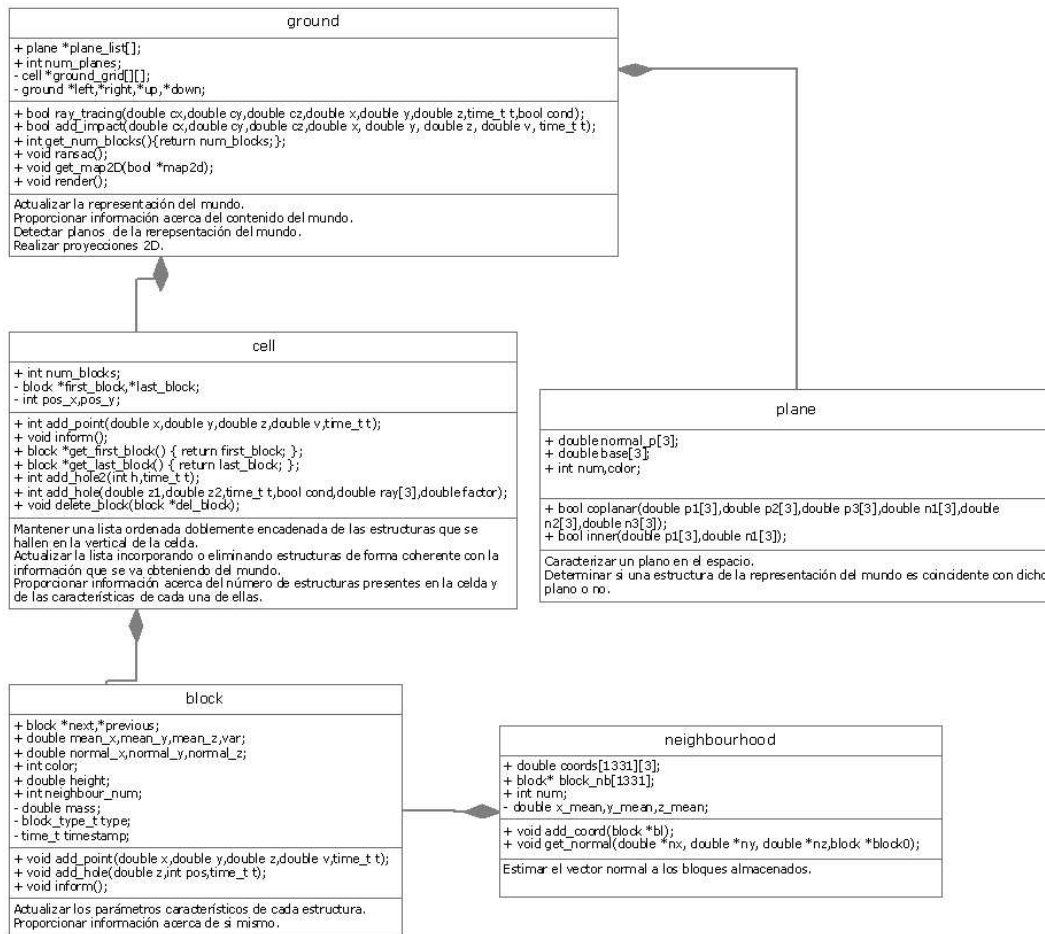 ground
+ plane *plane_list[];
+ int num_planes;
- cell *ground_grid[][];
- ground *left,*right,*up,*down;
+ bool ray_tracing(double cx,double cy,double cz,double x,double y,double z,time_t t,bool cond);
+ bool add_impact(double cx,double cy,double cz,double x, double y, double z, double v, time_t t);
+ int get_num_blocks(){return num_blocks;};
+ void ransac();
+ void get_map2D(bool *map2d);
+ void render();
Actualizar la representación del mundo.
Proporcionar información acerca del contenido del mundo.
Detectar planos de la rerepsentación del mundo.
Realizar proyecciones 2D.
cell
+ int num_blocks;
- block *first_block,*last_block;
- int pos_x,pos_y;
+ int add_point(double x,double y,double z,double v,time_t t);
+ void inform();
+ block *get_first_block() { return first_block; };
+ block *get_last_block() { return last_block; };
+ int add_hole2(int h,time_t t);
+ int add_hole(double z1,double z2,time_t t,bool cond,double ray[3],double factor);
+ void delete_block(block *del_block);
Mantener una lista ordenada doblemente encadenada de las estructuras que se
hallen en la vertical de la celda.
Actualizar la lista incorporando o eliminando estructuras de forma coherente con la
información que se va obteniendo del mundo.
Proporcionar información acerca del número de estructuras presentes en la celda y
de las características de cada una de ellas.
plane
+ double normal_p[3];
+ double base[3];
+ int num,color;
+ bool coplanar(double p1[3],double p2[3],double p3[3],double n1[3],double
n2[3],double n3[3]);
+ bool inner(double p1[3],double n1[3]);
Caracterizar un plano en el espacio.
Determinar si una estructura de la representación del mundo es coincidente con dicho
plano o no.
block
+ block *next,*previous;
+ double mean_x,mean_y,mean_z,var;
+ double normal_x,normal_y,normal_z;
+ int color;
+ double height;
+ int neighbour_num;
- double mass;
- block_type_t type;
- time_t timestamp;
+ void add_point(double x,double y,double z,double v,time_t t);
+ void add_hole(double z,int pos,time_t t);
+ void inform();
Actualizar los parámetros característicos de cada estructura.
Proporcionar información acerca de si mismo.
neighbourhood
+ double coords[1331][3];
+ block* block_nb[1331];
+ int num;
- double x_mean,y_mean,z_mean;
+ void add_coord(block *bl);
+ void get_normal(double *nx, double *ny, double *nz,block *block0);
Estimar el vector normal a los bloques almacenados.